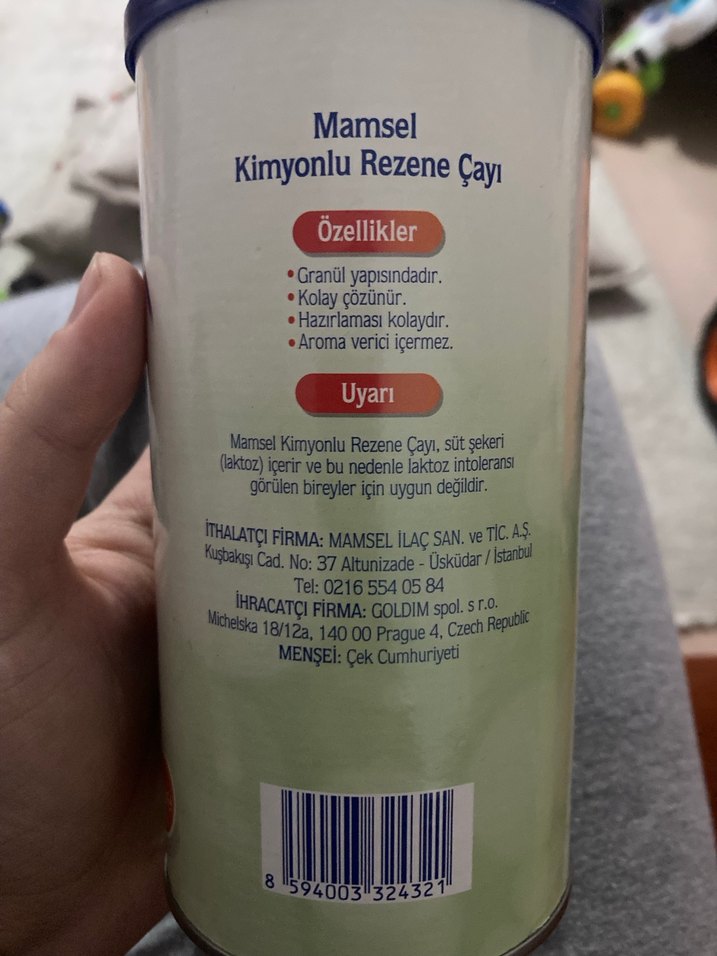 Mamsel
Kimyonlu Rezene Çayı
Özellikler
• Granül yapısındadır.
• Kolay çözünür.
• Hazırlaması kolaydır.
• Aroma verici içermez.
Uyarı
Mamsel Kimyonlu Rezene Çayı, süt şekeri
(laktoz) içerir ve bu nedenle laktoz intoleransı
görülen bireyler için uygun değildir.
İTHALATÇI FİRMA: MAMSEL İLAÇ SAN. ve TİC. A.Ş.
Kuşbakışı Cad. No: 37 Altunizade - Üsküdar / İstanbul
Tel: 0216 554 05 84
İHRACATÇI FİRMA: GOLDIM spol. s r.o.
Michelska 18/12a, 140 00 Prague 4, Czech Republic
MENŞEİ: Çek Cumhuriyeti
8 594003 324321